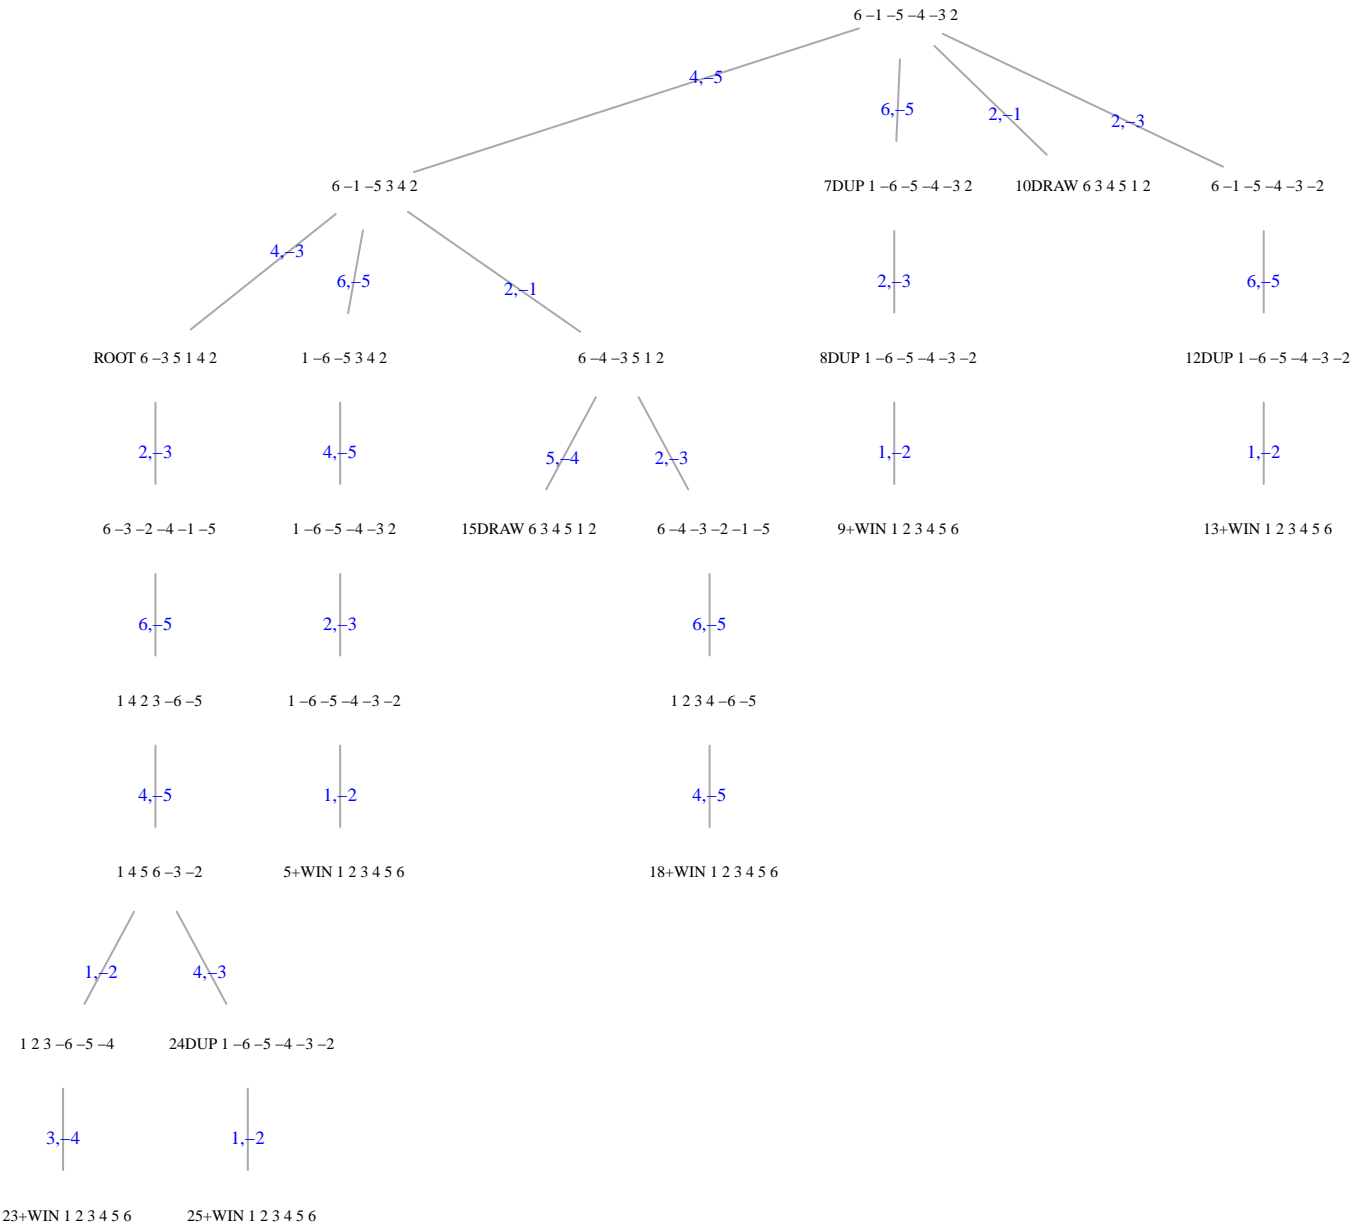 6 –1 –5 –4 –3 2
4,–5
6,–5
2,–1
2,–3
6 –1 –5 3 4 2
7DUP 1 –6 –5 –4 –3 2
10DRAW 6 3 4 5 1 2
6 –1 –5 –4 –3 –2
4,–3
6,–5
2,–1
2,–3
6,–5
ROOT 6 –3 5 1 4 2
1 –6 –5 3 4 2
6 –4 –3 5 1 2
8DUP 1 –6 –5 –4 –3 –2
12DUP 1 –6 –5 –4 –3 –2
2,–3
4,–5
5,–4
2,–3
1,–2
1,–2
6 –3 –2 –4 –1 –5
1 –6 –5 –4 –3 2
15DRAW 6 3 4 5 1 2
6 –4 –3 –2 –1 –5
9+WIN 1 2 3 4 5 6
13+WIN 1 2 3 4 5 6
6,–5
2,–3
6,–5
1 4 2 3 –6 –5
1 –6 –5 –4 –3 –2
1 2 3 4 –6 –5
4,–5
1,–2
4,–5
1 4 5 6 –3 –2
5+WIN 1 2 3 4 5 6
18+WIN 1 2 3 4 5 6
1,–2
4,–3
1 2 3 –6 –5 –4
24DUP 1 –6 –5 –4 –3 –2
3,–4
1,–2
23+WIN 1 2 3 4 5 6
25+WIN 1 2 3 4 5 6